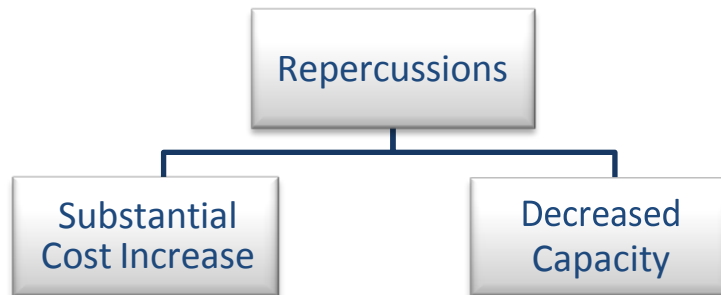 Repercussions
Substantial
Cost Increase
Decreased
Capacity